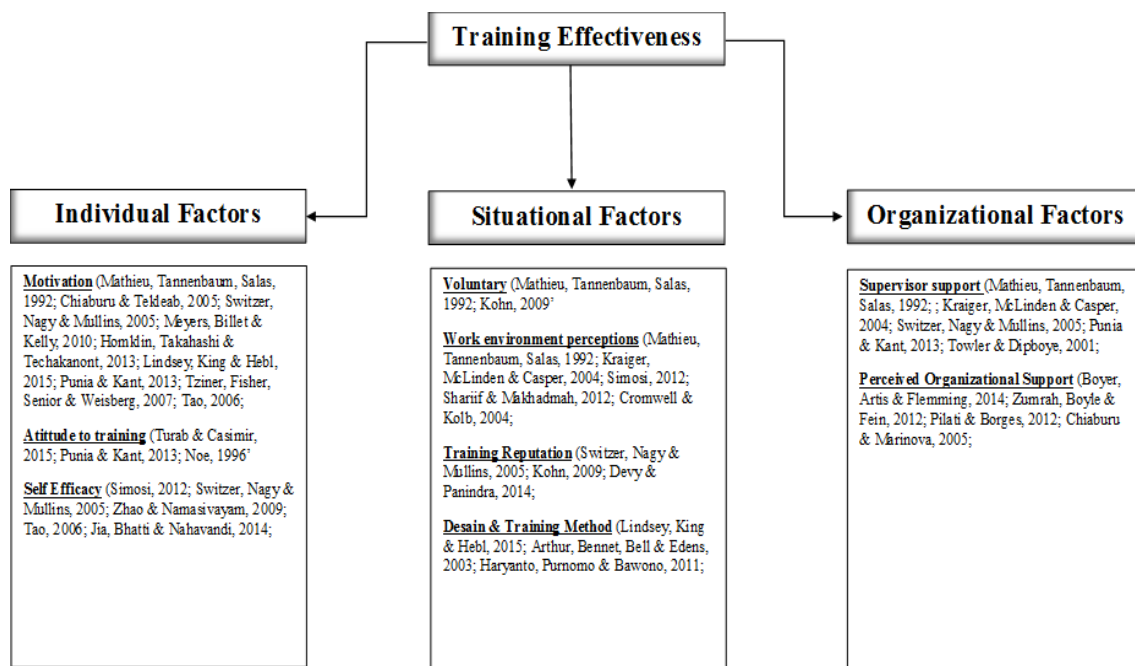 Training Effectiveness
Individual Factors
Situational Factors
Organizational Factors
Motivation (Mathieu, Tannenbaum, Salas,
1992; Chiaburu & Tekleab, 2005; Switzer,
Nagy & Mullins, 2005; Meyers, Billet &
Kelly, 2010; Homklin, Takahashi &
Techakanont, 2013; Lindsey, King & Hebl,
2015; Punia & Kant, 2013; Tziner, Fisher,
Senior & Weisberg, 2007; Tao, 2006;
Atittude to training (Turab & Casimir,
2015; Punia & Kant, 2013; Noe, 1996’
Self Efficacy (Simosi, 2012; Switzer, Nagy &
Mullins, 2005; Zhao & Namasivayam, 2009;
Tao, 2006; Jia, Bhatti & Nahavandi, 2014;
Voluntary (Mathieu, Tannenbaum, Salas,
1992; Kohn, 2009’
Work environment perceptions (Mathieu,
Tannenbaum, Salas, 1992; Kraiger,
McLinden & Casper, 2004; Simosi, 2012;
Shariif & Makhadmah, 2012; Cromwell &
Kolb, 2004;
Training Reputation (Switzer, Nagy &
Mullins, 2005; Kohn, 2009; Devy &
Panindra, 2014;
Desain & Training Method (Lindsey, King
& Hebl, 2015; Arthur, Bennet, Bell & Edens,
2003; Haryanto, Purnomo & Bawono, 2011;
Supervisor support (Mathieu, Tannenbaum,
Salas, 1992; ; Kraiger, McLinden & Casper,
2004; Switzer, Nagy & Mullins, 2005; Punia
& Kant, 2013; Towler & Dipboye, 2001;
Perceived Organizational Support (Boyer,
Artis & Flemming, 2014; Zumrah, Boyle &
Fein, 2012; Pilati & Borges, 2012; Chiaburu
& Marinova, 2005;